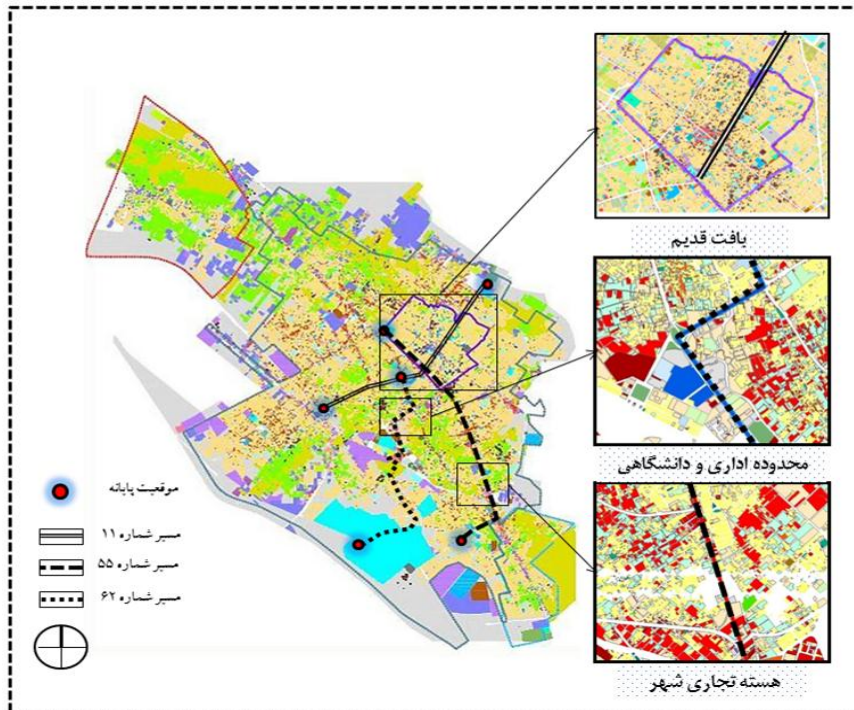 بافت قدیم
محدوده اداری و دانشگاهی
هسته تجاری شهر
موقعیت پایانه
مسیر شماره ۱۱
مسیر شماره ۵۵
مسیر شماره ۶۲